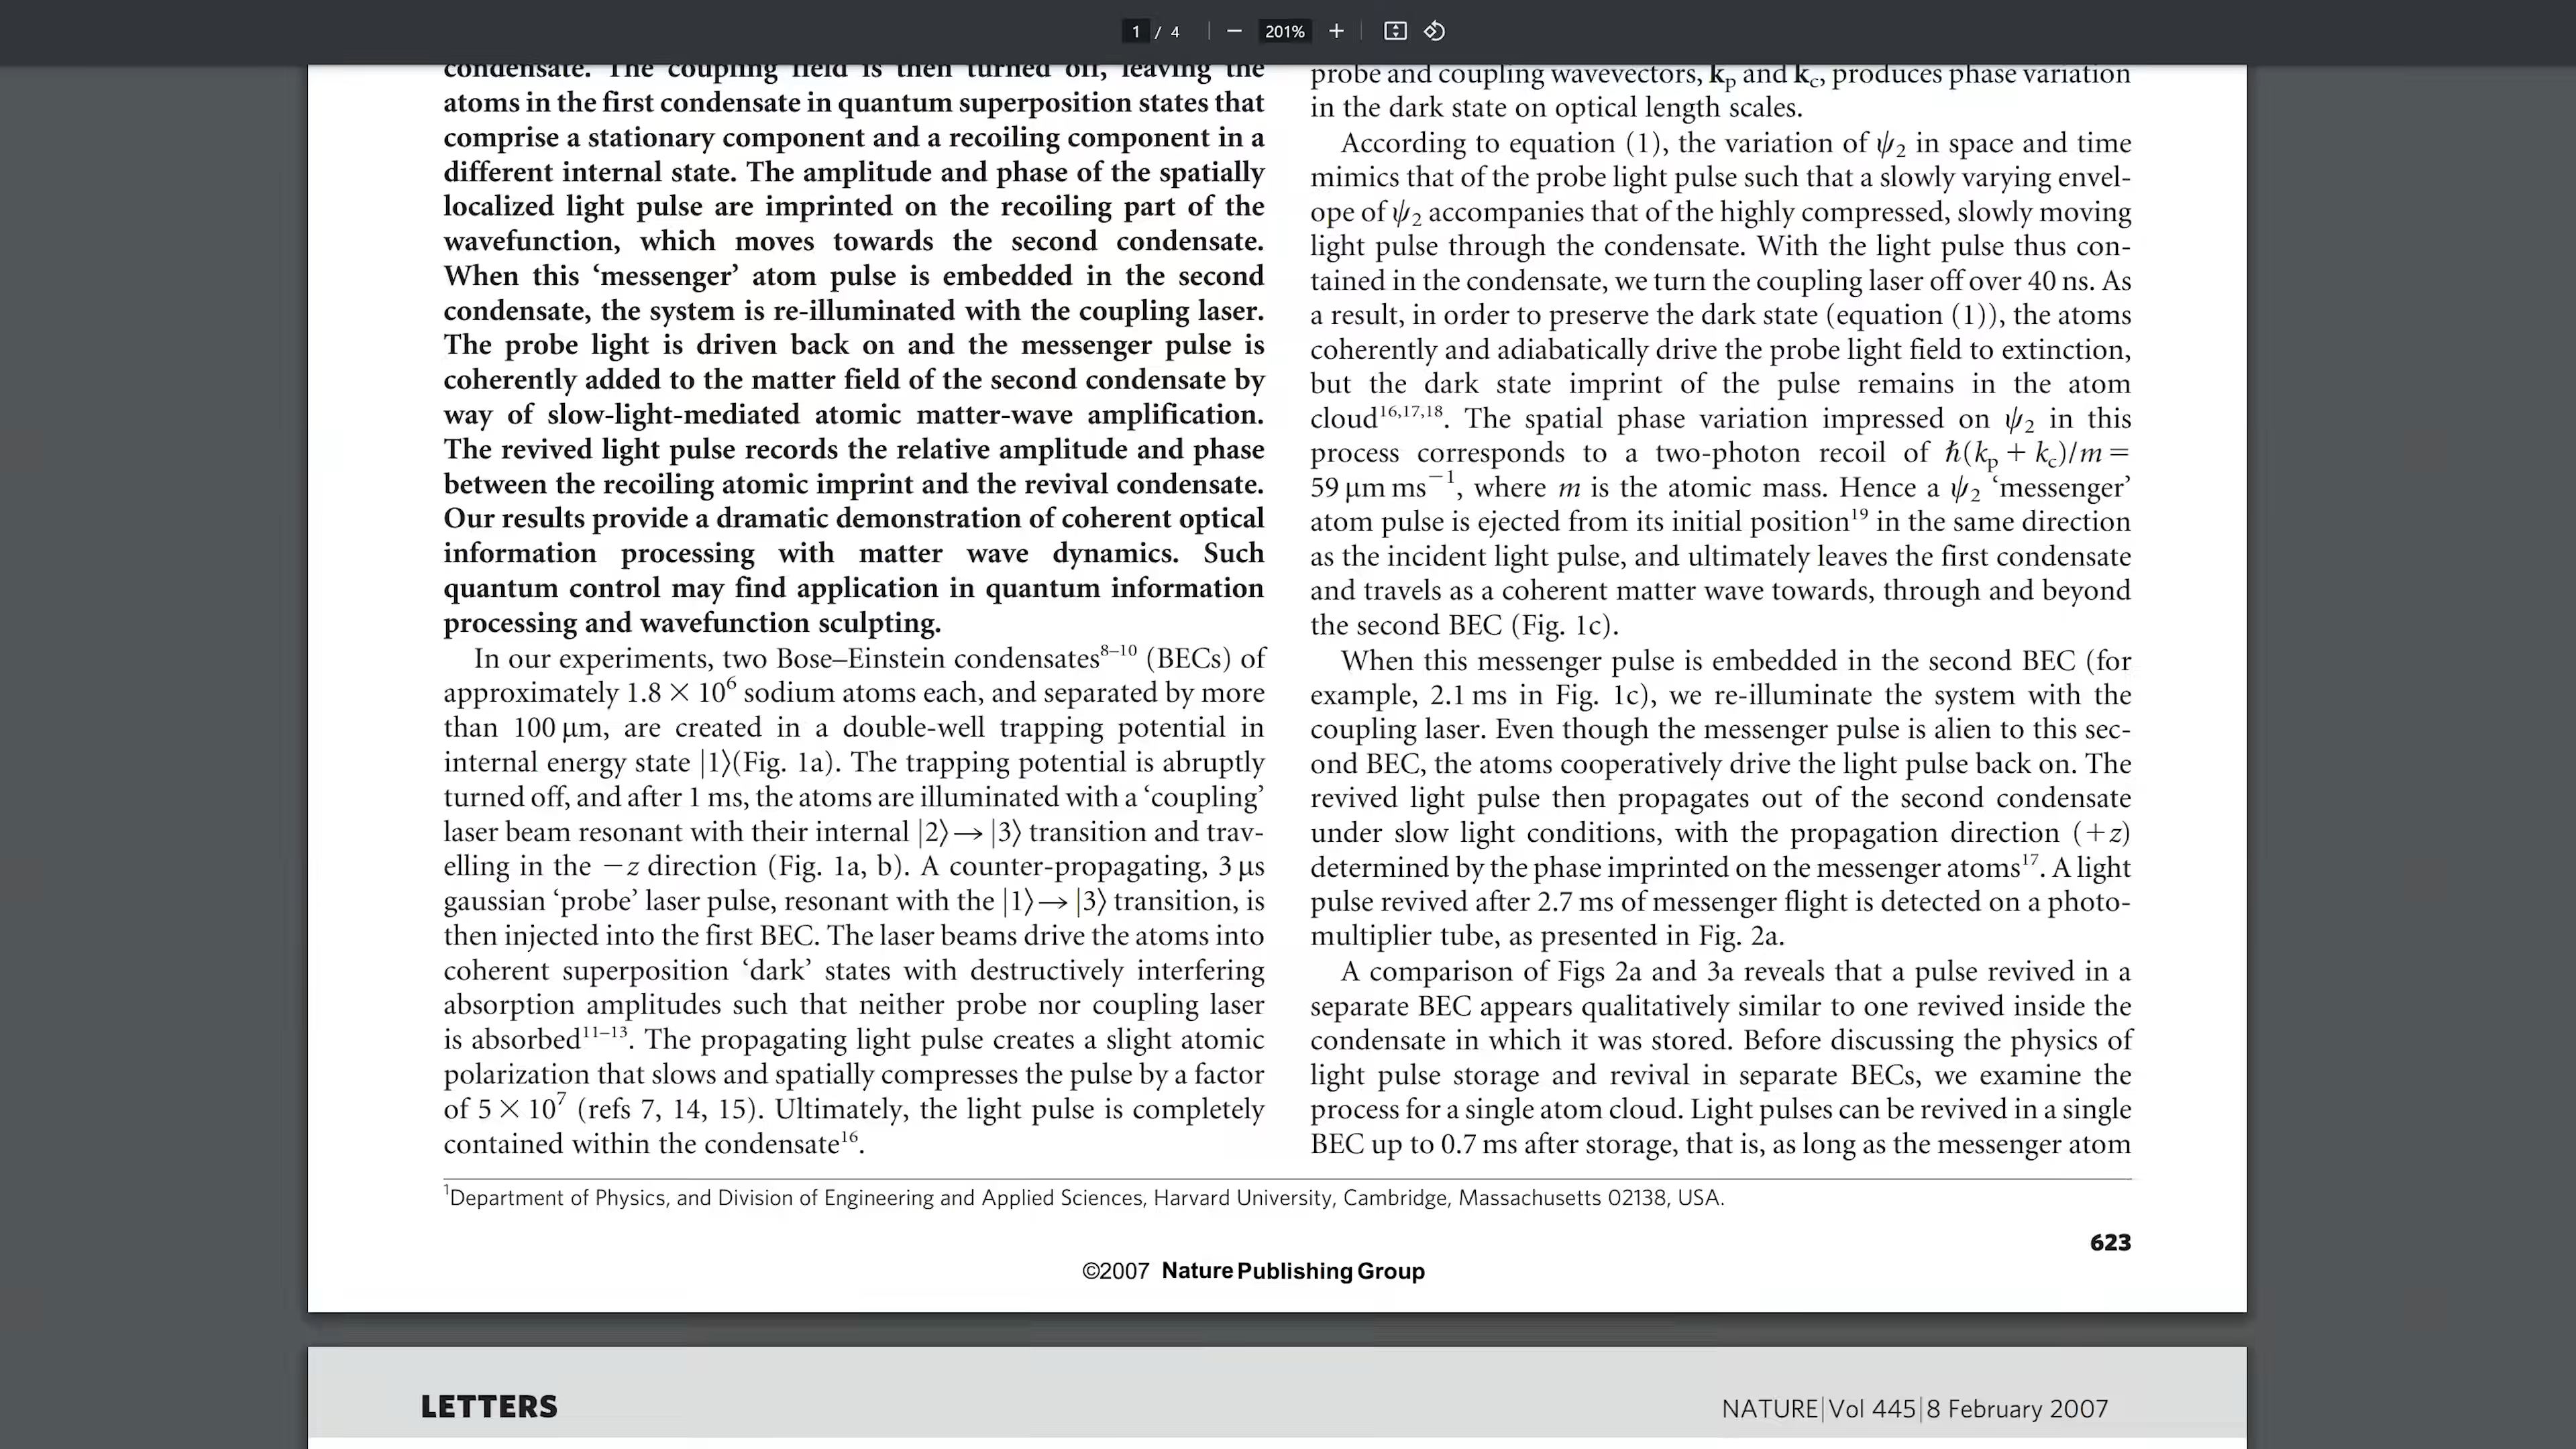 1 / 4 201%
condensate. The coupling field is then turned off, leaving the
atoms in the first condensate in quantum superposition states that
comprise a stationary component and a recoiling component in a
different internal state. The amplitude and phase of the spatially
localized light pulse are imprinted on the recoiling part of the
wavefunction, which moves towards the second condensate.
When this ‘messenger’ atom pulse is embedded in the second
condensate, the system is re-illuminated with the coupling laser.
The probe light is driven back on and the messenger pulse is
coherently added to the matter field of the second condensate by
way of slow-light-mediated atomic matter-wave amplification.
The revived light pulse records the relative amplitude and phase
between the recoiling atomic imprint and the revival condensate.
Our results provide a dramatic demonstration of coherent optical
information processing with matter wave dynamics. Such
quantum control may find application in quantum information
processing and wavefunction sculpting.
In our experiments, two Bose–Einstein condensates⁸⁻¹⁰ (BECs) of
approximately 1.8 × 10⁶ sodium atoms each, and separated by more
than 100 μm, are created in a double-well trapping potential in
internal energy state |1⟩(Fig. 1a). The trapping potential is abruptly
turned off, and after 1 ms, the atoms are illuminated with a ‘coupling’
laser beam resonant with their internal |2⟩→|3⟩ transition and trav-
elling in the −z direction (Fig. 1a, b). A counter-propagating, 3 μs
gaussian ‘probe’ laser pulse, resonant with the |1⟩→|3⟩ transition, is
then injected into the first BEC. The laser beams drive the atoms into
coherent superposition ‘dark’ states with destructively interfering
absorption amplitudes such that neither probe nor coupling laser
is absorbed¹¹⁻¹³. The propagating light pulse creates a slight atomic
polarization that slows and spatially compresses the pulse by a factor
of 5 × 10⁷ (refs 7, 14, 15). Ultimately, the light pulse is completely
contained within the condensate¹⁶.
probe and coupling wavevectors, kp and kc, produces phase variation
in the dark state on optical length scales.
According to equation (1), the variation of ψ₂ in space and time
mimics that of the probe light pulse such that a slowly varying envel-
ope of ψ₂ accompanies that of the highly compressed, slowly moving
light pulse through the condensate. With the light pulse thus con-
tained in the condensate, we turn the coupling laser off over 40 ns. As
a result, in order to preserve the dark state (equation (1)), the atoms
coherently and adiabatically drive the probe light field to extinction,
but the dark state imprint of the pulse remains in the atom
cloud¹⁶,¹⁷,¹⁸. The spatial phase variation impressed on ψ₂ in this
process corresponds to a two-photon recoil of ℏ(kp + kc)/m =
59 μm ms⁻¹, where m is the atomic mass. Hence a ψ₂ ‘messenger’
atom pulse is ejected from its initial position¹⁹ in the same direction
as the incident light pulse, and ultimately leaves the first condensate
and travels as a coherent matter wave towards, through and beyond
the second BEC (Fig. 1c).
When this messenger pulse is embedded in the second BEC (for
example, 2.1 ms in Fig. 1c), we re-illuminate the system with the
coupling laser. Even though the messenger pulse is alien to this sec-
ond BEC, the atoms cooperatively drive the light pulse back on. The
revived light pulse then propagates out of the second condensate
under slow light conditions, with the propagation direction (+z)
determined by the phase imprinted on the messenger atoms¹⁷. A light
pulse revived after 2.7 ms of messenger flight is detected on a photo-
multiplier tube, as presented in Fig. 2a.
A comparison of Figs 2a and 3a reveals that a pulse revived in a
separate BEC appears qualitatively similar to one revived inside the
condensate in which it was stored. Before discussing the physics of
light pulse storage and revival in separate BECs, we examine the
process for a single atom cloud. Light pulses can be revived in a single
BEC up to 0.7 ms after storage, that is, as long as the messenger atom
¹Department of Physics, and Division of Engineering and Applied Sciences, Harvard University, Cambridge, Massachusetts 02138, USA.
623
©2007 Nature Publishing Group
LETTERS
NATURE|Vol 445|8 February 2007